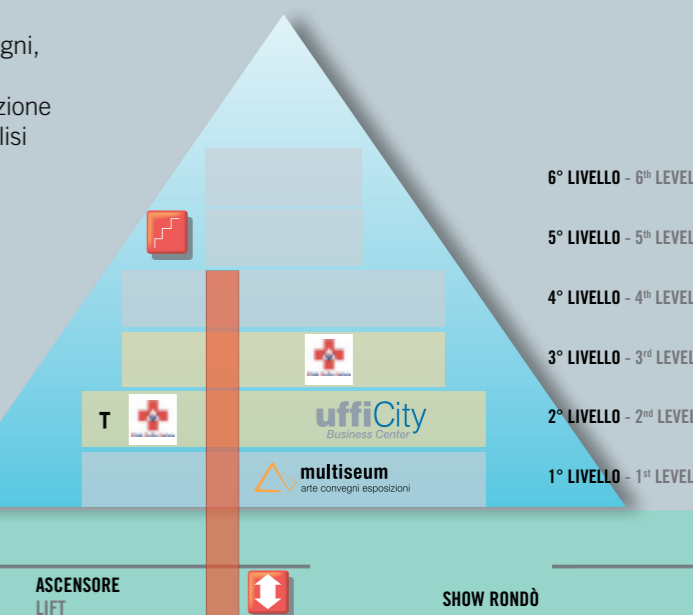 gni,
zione
lisi
6° LIVELLO - 6th LEVEL
5° LIVELLO - 5th LEVEL
4° LIVELLO - 4th LEVEL
3° LIVELLO - 3rd LEVEL
T
uffiCity
Business Center
2° LIVELLO - 2nd LEVEL
multiseum
arte convegni esposizioni
1° LIVELLO - 1st LEVEL
ASCENSORE
LIFT
SHOW RONDÒ